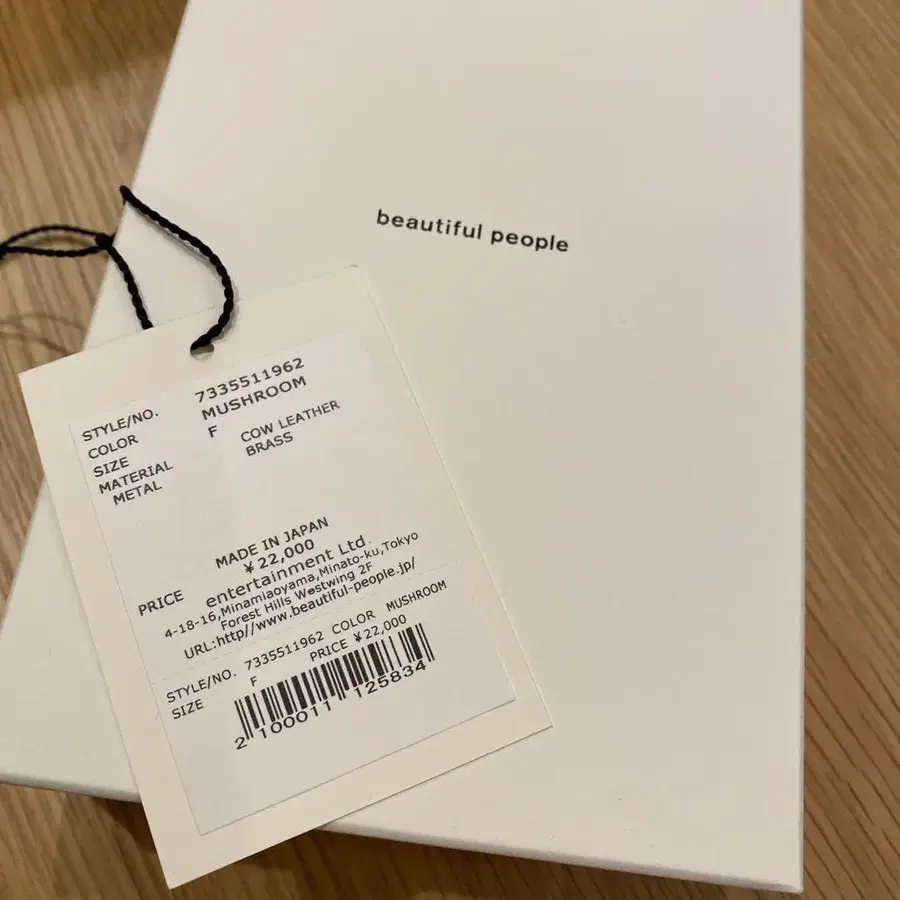 beautiful people
STYLE/NO. 7335511962
COLOR MUSHROOM
SIZE F
MATERIAL COW LEATHER
METAL BRASS
MADE IN JAPAN
PRICE ¥22,000
entertainment Ltd.
4-18-16,Minamiaoyama,Minato-ku,Tokyo
Forest Hills Westwing 2F
URL:http//www.beautiful-people.jp/
STYLE/NO. 7335511962 COLOR MUSHROOM
SIZE F PRICE ¥22,000
2100011125834